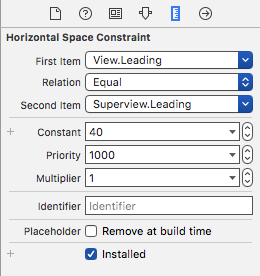 Horizontal Space Constraint
First Item View.Leading
Relation Equal
Second Item Superview.Leading
+ Constant 40
Priority 1000
Multiplier 1
Identifier Identifier
Placeholder Remove at build time
+ Installed